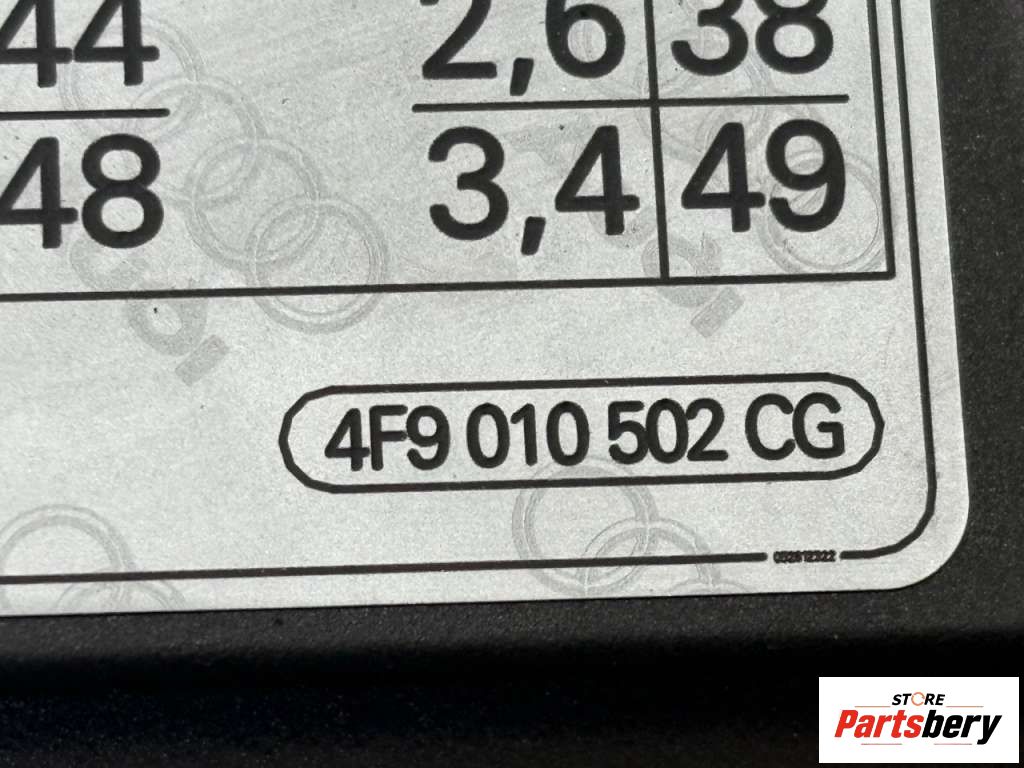 44 2,6 38
48 3,4 49
4F9 010 502 CG
STORE
Partsbery